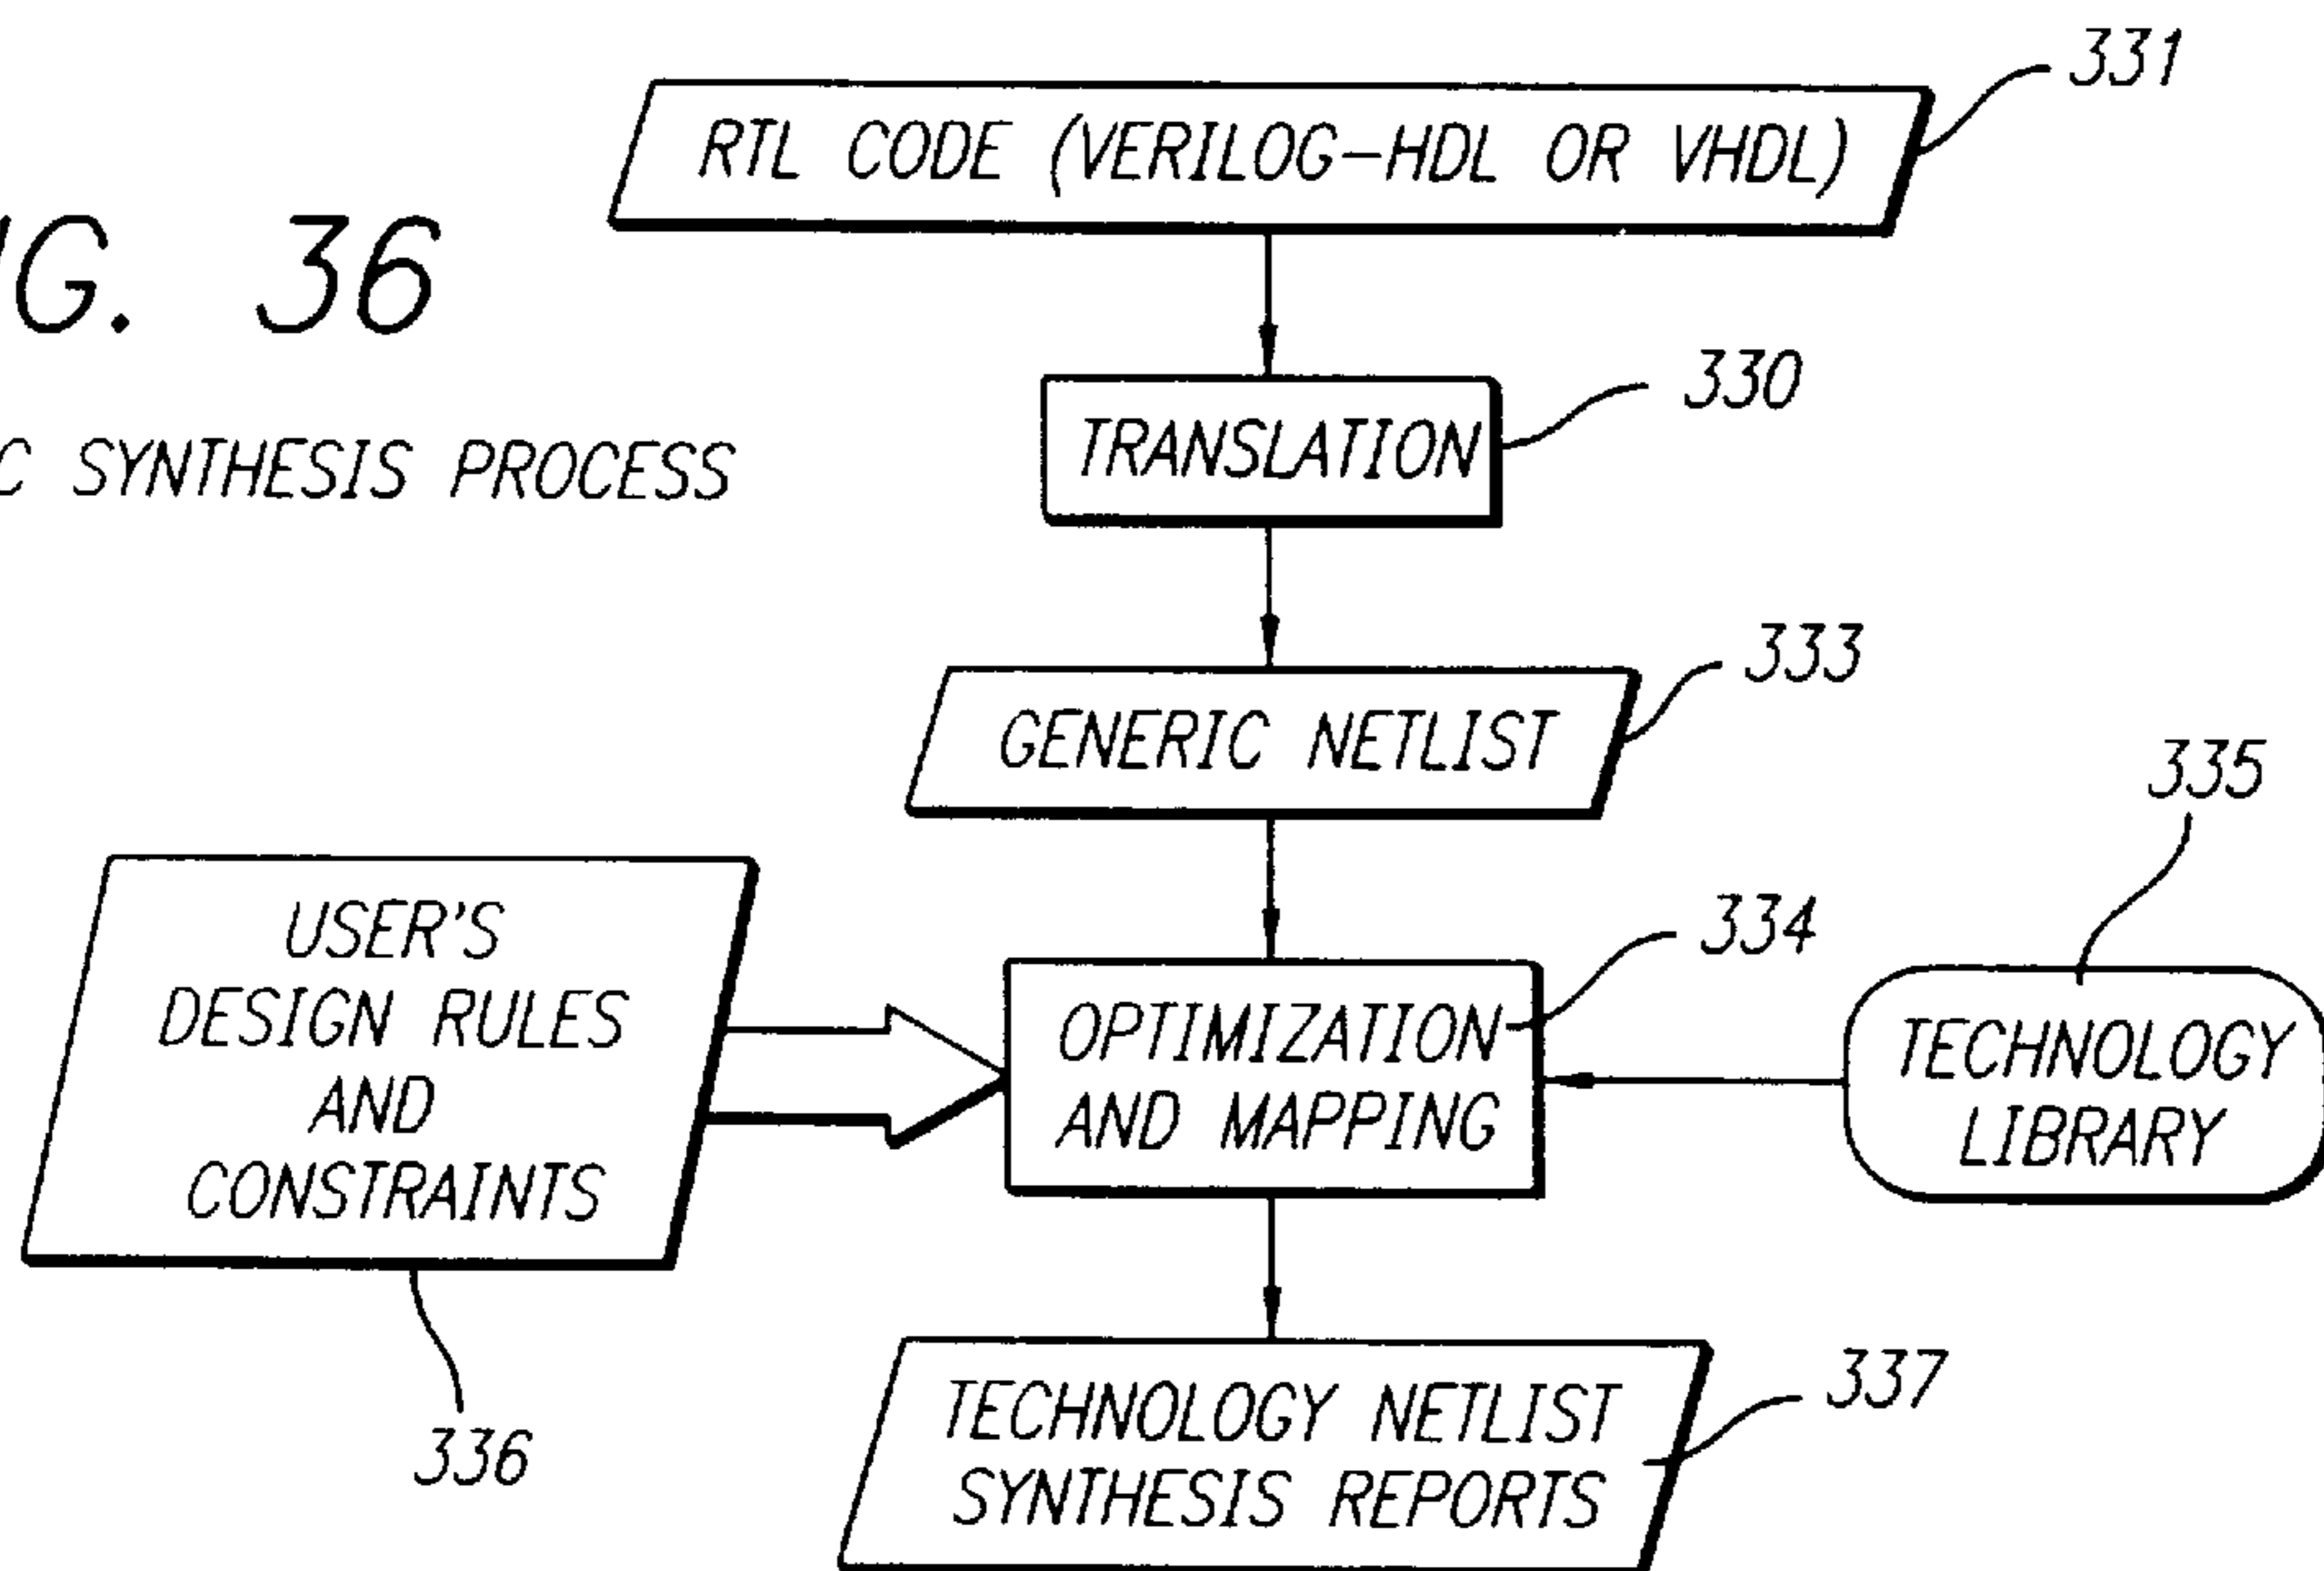 331
RTL CODE (VERILOG-HDL OR VHDL)
G. 36
330
TRANSLATION
C SYNTHESIS PROCESS
333
GENERIC NETLIST
335
334
USER'S
DESIGN RULES
AND
CONSTRAINTS
OPTIMIZATION
AND MAPPING
TECHNOLOGY
LIBRARY
337
TECHNOLOGY NETLIST
SYNTHESIS REPORTS
336